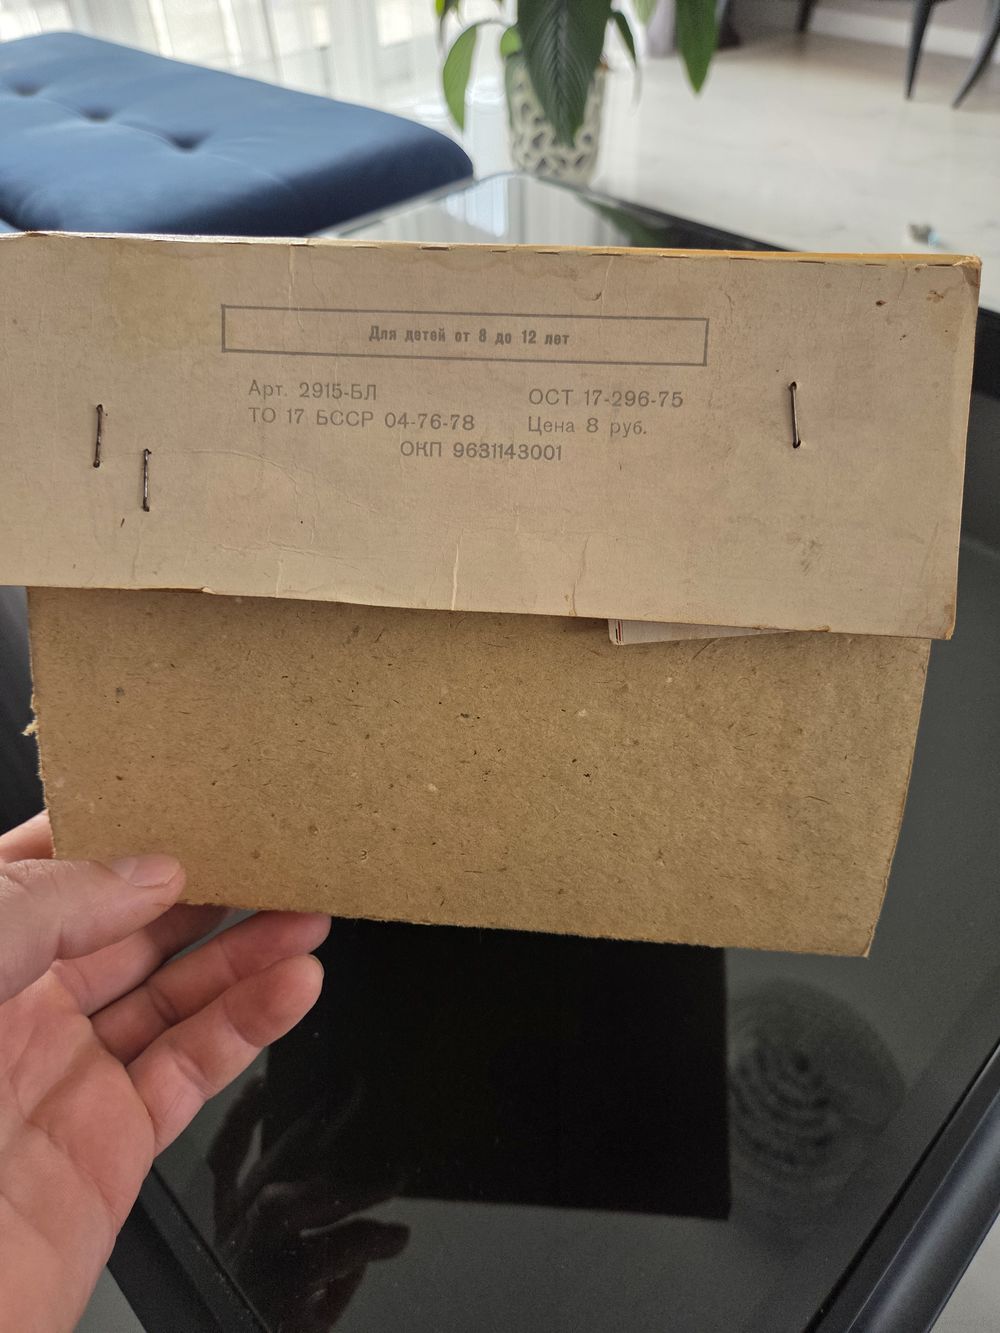 Для детей от 8 до 12 лет
Арт. 2915-БЛ ОСТ 17-296-75
ТО 17 БССР 04-76-78 Цена 8 руб.
ОКП 9631143001